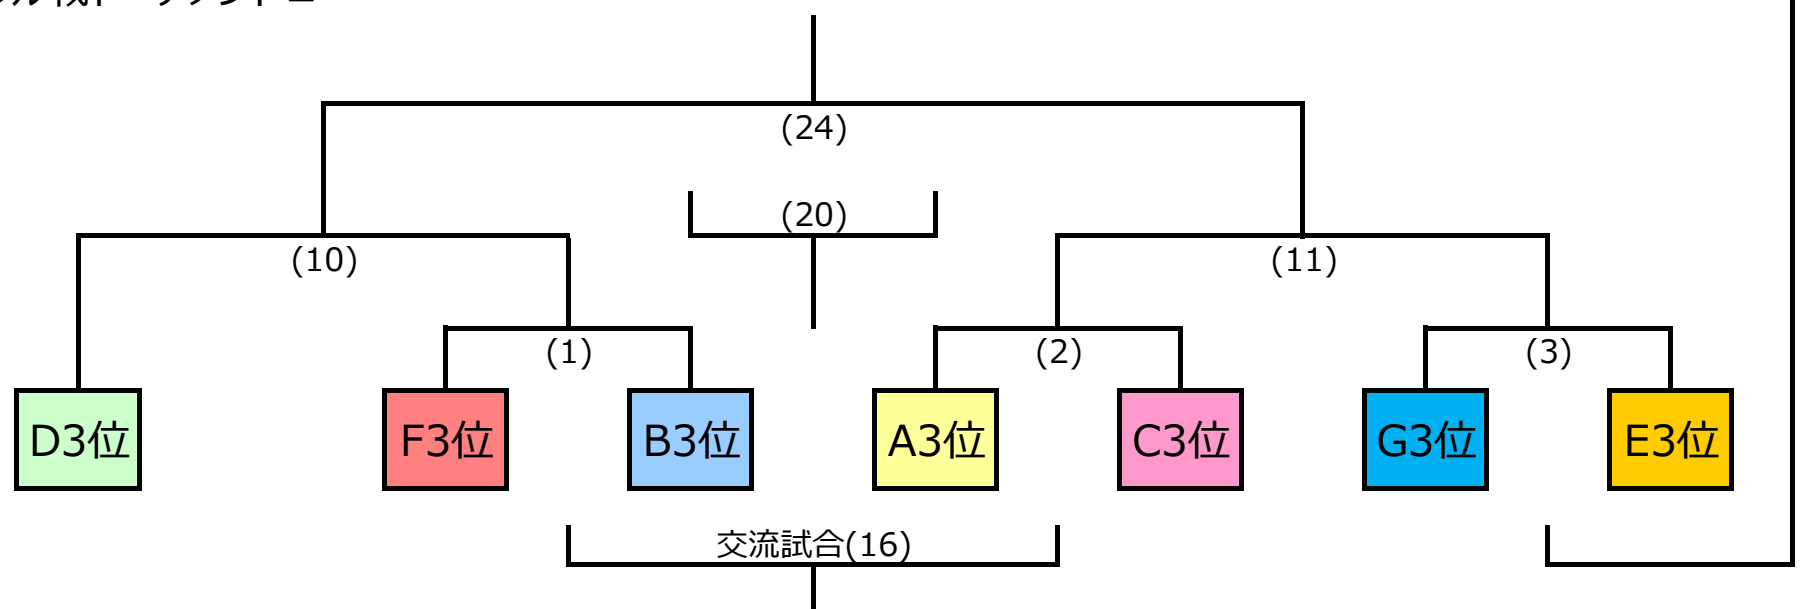 (24)
(20)
(10)
(11)
(1)
(2)
(3)
D3位
F3位
B3位
A3位
C3位
G3位
E3位
交流試合(16)